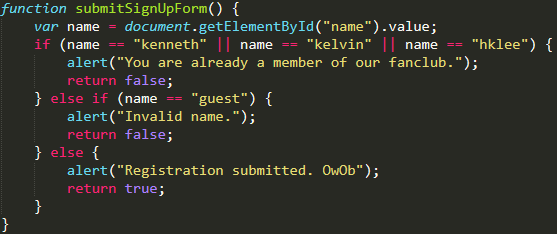 function submitSignUpForm() {
    var name = document.getElementById("name").value;
    if (name == "kenneth" || name == "kelvin" || name == "hklee") {
        alert("You are already a member of our fanclub.");
        return false;
    } else if (name == "guest") {
        alert("Invalid name.");
        return false;
    } else {
        alert("Registration submitted. OwOb");
        return true;
    }
}